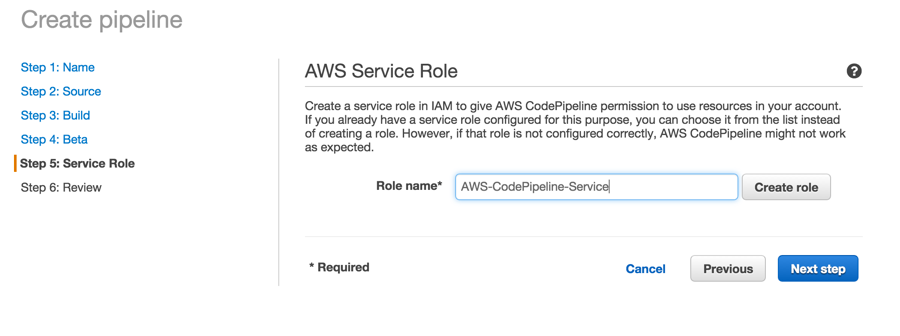 Create pipeline
Step 1: Name
Step 2: Source
Step 3: Build
Step 4: Beta
Step 5: Service Role
Step 6: Review
AWS Service Role
?
Create a service role in IAM to give AWS CodePipeline permission to use resources in your account.
If you already have a service role configured for this purpose, you can choose it from the list instead
of creating a role. However, if that role is not configured correctly, AWS CodePipeline might not work
as expected.
Role name* AWS-CodePipeline-Service Create role
* Required Cancel Previous Next step